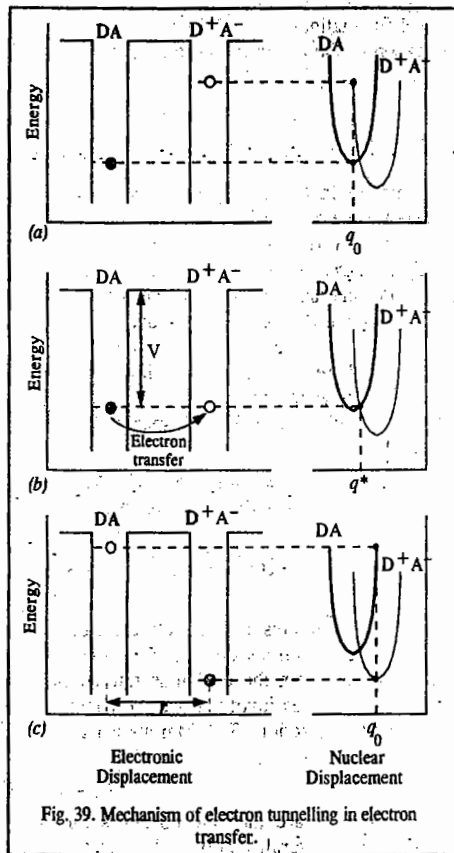 DA
D⁺A⁻
DA
D⁺A⁻
Energy
(a)
q₀
DA
D⁺A⁻
DA
D⁺A⁻
V
Energy
Electron
transfer
(b)
q*
DA
D⁺A⁻
DA
D⁺A⁻
Energy
(c)
q₀
Electronic
Displacement
Nuclear
Displacement
Fig. 39. Mechanism of electron tunnelling in electron
transfer.